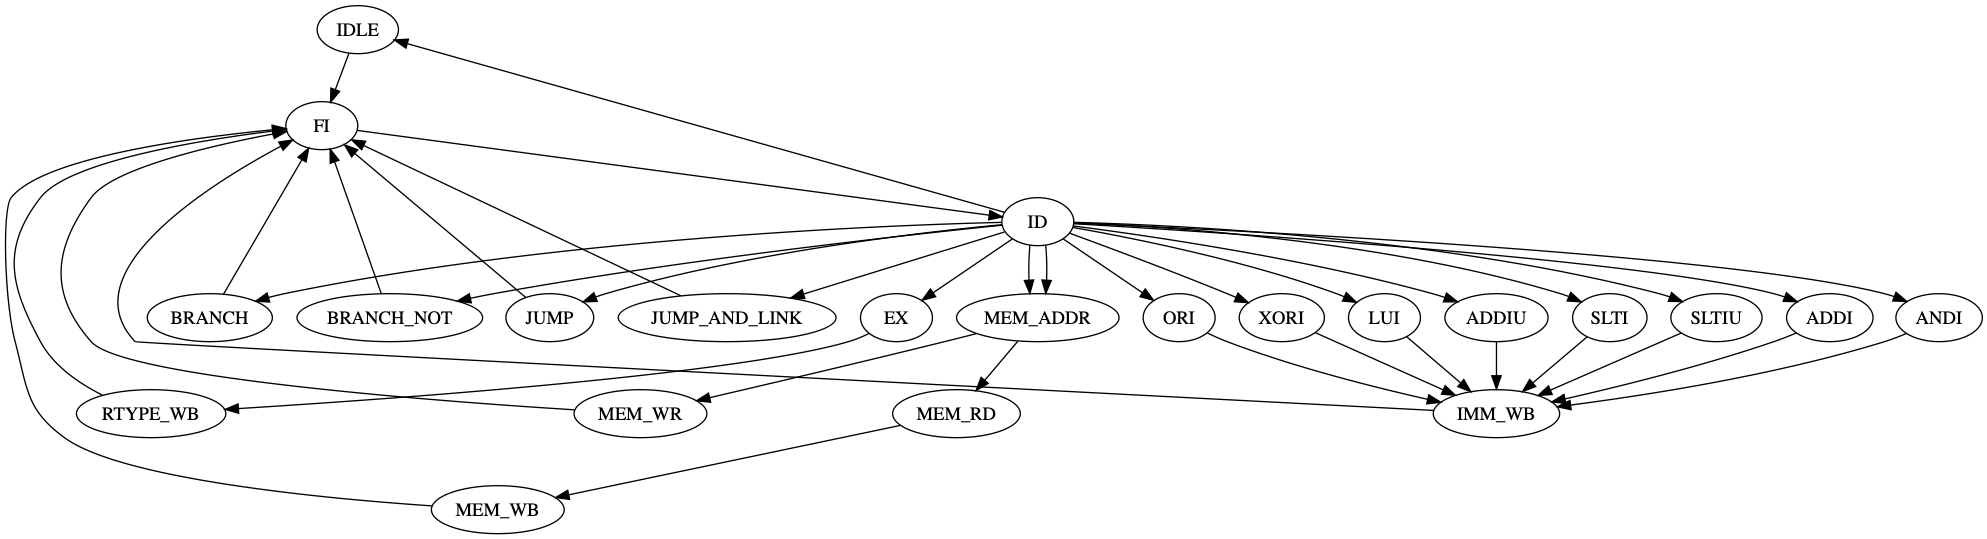 IDLE
FI
ID
BRANCH
BRANCH_NOT
JUMP
JUMP_AND_LINK
EX
MEM_ADDR
ORI
XORI
LUI
ADDIU
SLTI
SLTIU
ADDI
ANDI
RTYPE_WB
MEM_WR
MEM_RD
IMM_WB
MEM_WB